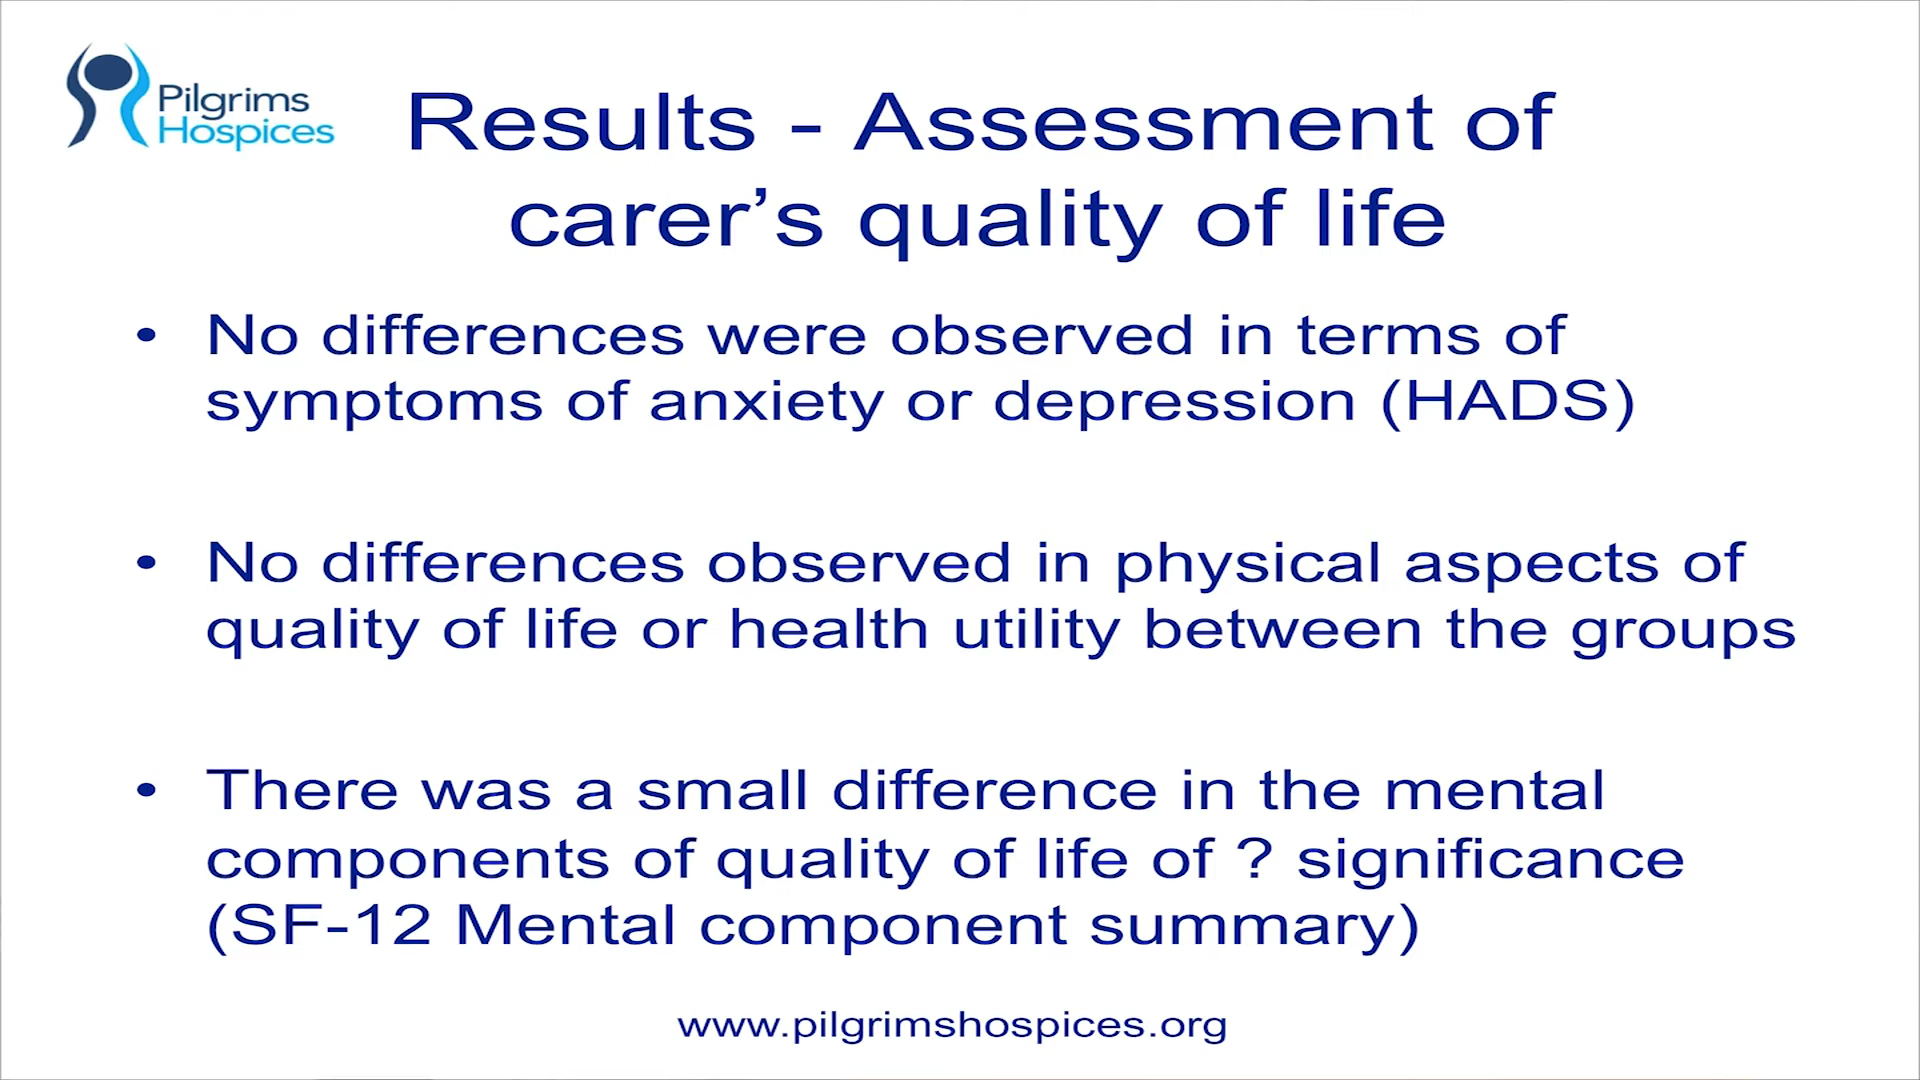 Pilgrims
Hospices
Results - Assessment of
carer’s quality of life
• No differences were observed in terms of
symptoms of anxiety or depression (HADS)
• No differences observed in physical aspects of
quality of life or health utility between the groups
• There was a small difference in the mental
components of quality of life of ? significance
(SF-12 Mental component summary)
www.pilgrimshospices.org